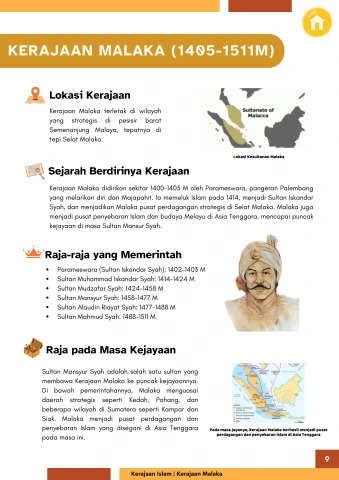 KERAJAAN MALAKA (1405-1511M)
Lokasi Kerajaan
Kerajaan Malaka terletak di wilayah
yang strategis di pesisir barat
Semenanjung Malaya, tepatnya di
tepi Selat Malaka.
Sultanate of
Malacca
Lokasi Kesultanan Malaka
Sejarah Berdirinya Kerajaan
Kerajaan Malaka didirikan sekitar 1400-1403 M oleh Parameswara, pangeran Palembang
yang melarikan diri dari Majapahit. Ia memeluk Islam pada 1414, menjadi Sultan Iskandar
Syah, dan menjadikan Malaka pusat perdagangan strategis di Selat Malaka. Malaka juga
menjadi pusat penyebaran Islam dan budaya Melayu di Asia Tenggara, mencapai puncak
kejayaan di masa Sultan Mansur Syah.
Raja-raja yang Memerintah
• Parameswara (Sultan Iskandar Syah): 1402-1403 M
• Sultan Muhammad Iskandar Syah: 1414-1424 M
• Sultan Mudzafar Syah: 1424-1458 M
• Sultan Mansyur Syah: 1458-1477 M
• Sultan Alaudin Riayat Syah: 1477-1488 M
• Sultan Mahmud Syah: 1488-1511 M
Raja pada Masa Kejayaan
Sultan Mansyur Syah adalah salah satu sultan yang
membawa Kerajaan Malaka ke puncak kejayaannya.
Di bawah pemerintahannya, Malaka menguasai
daerah strategis seperti Kedah, Pahang, dan
beberapa wilayah di Sumatera seperti Kampar dan
Siak. Malaka menjadi pusat perdagangan dan
penyebaran Islam yang disegani di Asia Tenggara
pada masa ini.
Pada masa jayanya, Kerajaan Malaka berhasil menjadi pusat
perdagangan dan penyebaran Islam di Asia Tenggara
9
Kerajaan Islam | Kerajaan Malaka